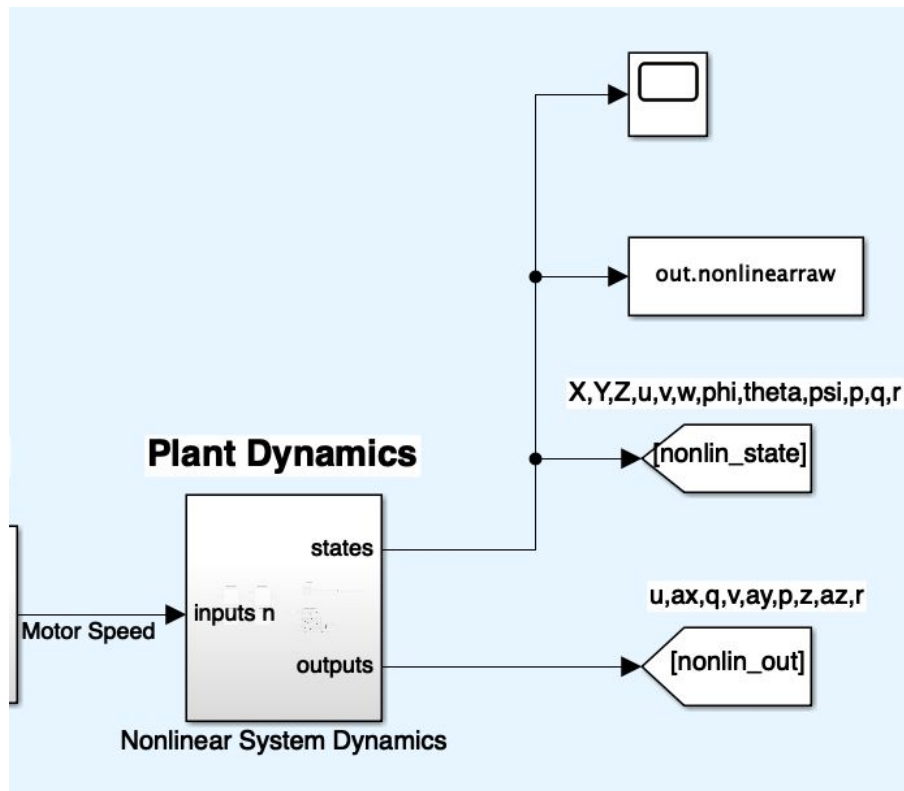 out.nonlinearraw
X,Y,Z,u,v,w,phi,theta,psi,p,q,r
[nonlin_state]
Plant Dynamics
states
inputs n
Motor Speed
outputs
u,ax,q,v,ay,p,z,az,r
[nonlin_out]
Nonlinear System Dynamics